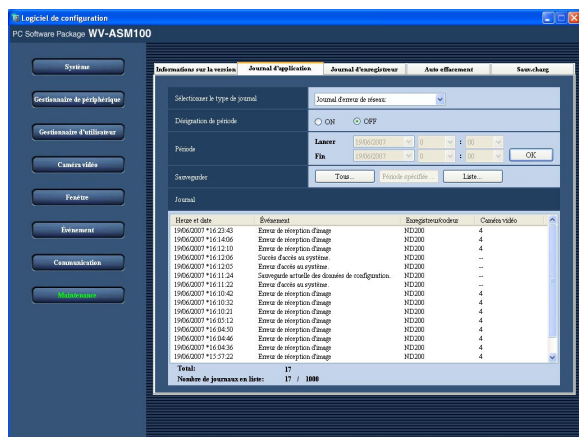 Logiciel de configuration
PC Software Package WV-ASM100
Système
Gestionnaire de périphérique
Gestionnaire d'utilisateur
Caméra vidéo
Fenêtre
Événement
Communication
Maintenance
Informations sur la version Journal d'application Journal d'enregistreur Auto effacement Sauv.charg
Sélectionner le type de journal Journal d'erreur de réseau
Désignation de période ON OFF
Période
Lancer 19/06/2007 0 : 00
Fin 19/06/2007 0 : 00 OK
Sauvegarder Tous... Période spécifiée ... Liste...
Journal
Heure et date Événement Enregistreur/codeur Caméra vidéo
19/06/2007 *16:23:43 Erreur de réception d'image ND200 4
19/06/2007 *16:14:06 Erreur de réception d'image ND200 4
19/06/2007 *16:12:10 Erreur de réception d'image ND200 4
19/06/2007 *16:12:06 Succès d'accès au système. ND200 --
19/06/2007 *16:12:05 Erreur d'accès au système. ND200 --
19/06/2007 *16:11:24 Sauvegarde actuelle des données de configuration. ND200 --
19/06/2007 *16:11:22 Erreur d'accès au système. ND200 --
19/06/2007 *16:10:42 Erreur de réception d'image ND200 4
19/06/2007 *16:10:32 Erreur de réception d'image ND200 4
19/06/2007 *16:10:21 Erreur de réception d'image ND200 4
19/06/2007 *16:05:12 Erreur de réception d'image ND200 4
19/06/2007 *16:04:50 Erreur de réception d'image ND200 4
19/06/2007 *16:04:46 Erreur de réception d'image ND200 4
19/06/2007 *16:04:36 Erreur de réception d'image ND200 4
19/06/2007 *15:57:22 Erreur de réception d'image ND200 4
Total: 17
Nombre de journaux en liste: 17 / 1000